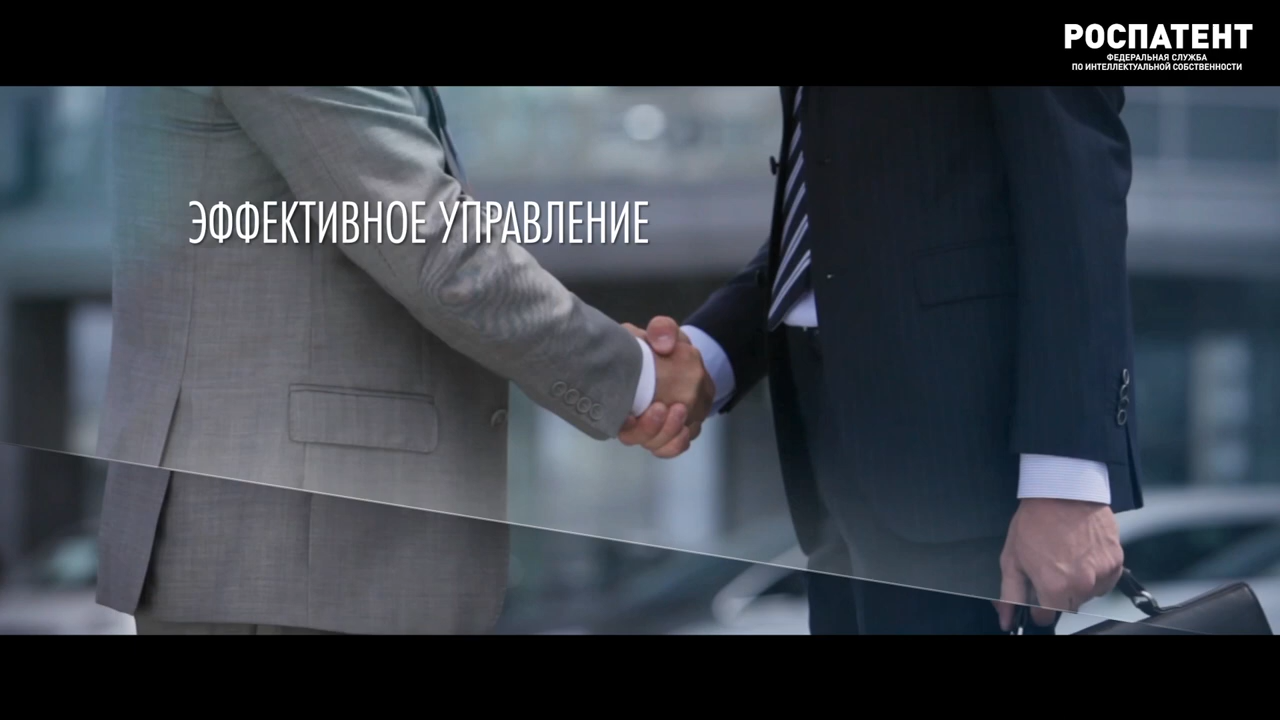 РОСПАТЕНТ
ФЕДЕРАЛЬНАЯ СЛУЖБА
ПО ИНТЕЛЛЕКТУАЛЬНОЙ СОБСТВЕННОСТИ
ЭФФЕКТИВНОЕ УПРАВЛЕНИЕ